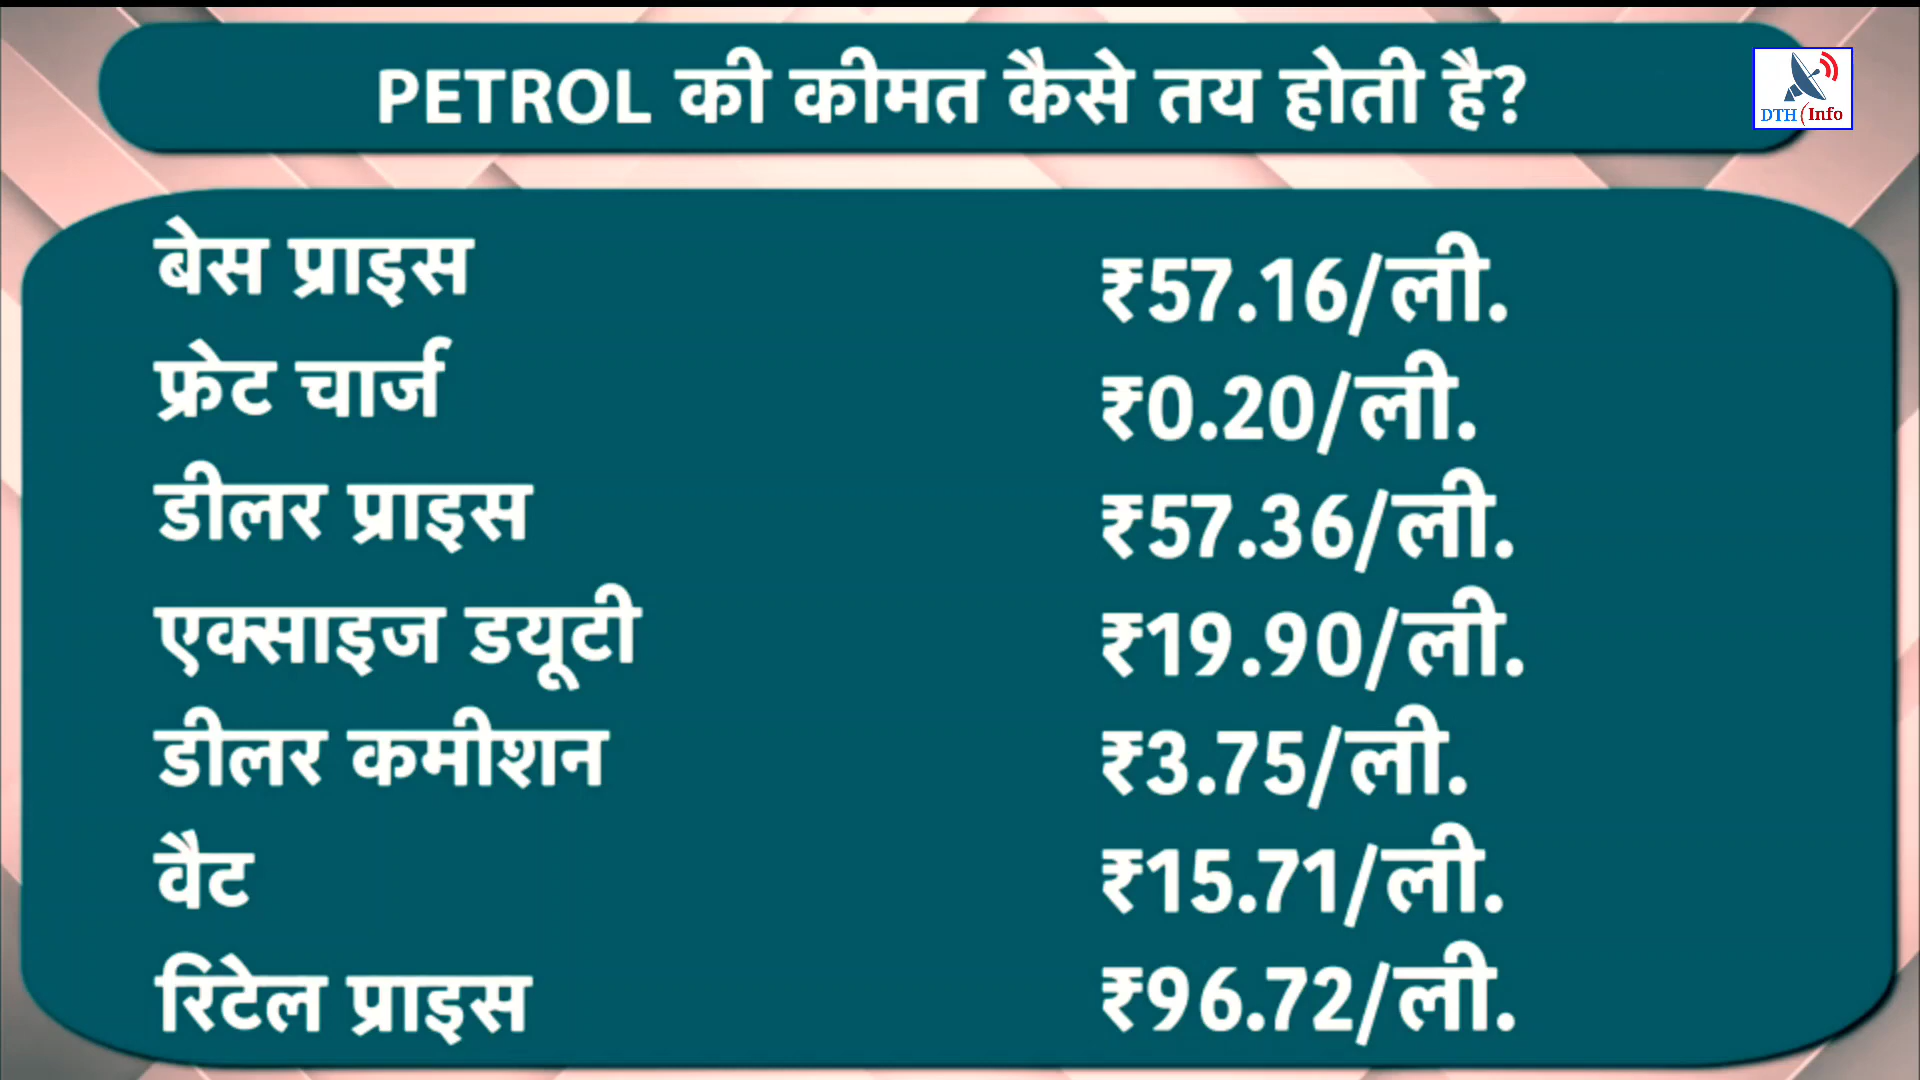 PETROL की कीमत कैसे तय होती है?
DTH Info
बेस प्राइस ₹57.16/ली.
फ्रेट चार्ज ₹0.20/ली.
डीलर प्राइस ₹57.36/ली.
एक्साइज डयूटी ₹19.90/ली.
डीलर कमीशन ₹3.75/ली.
वैट ₹15.71/ली.
रिटेल प्राइस ₹96.72/ली.